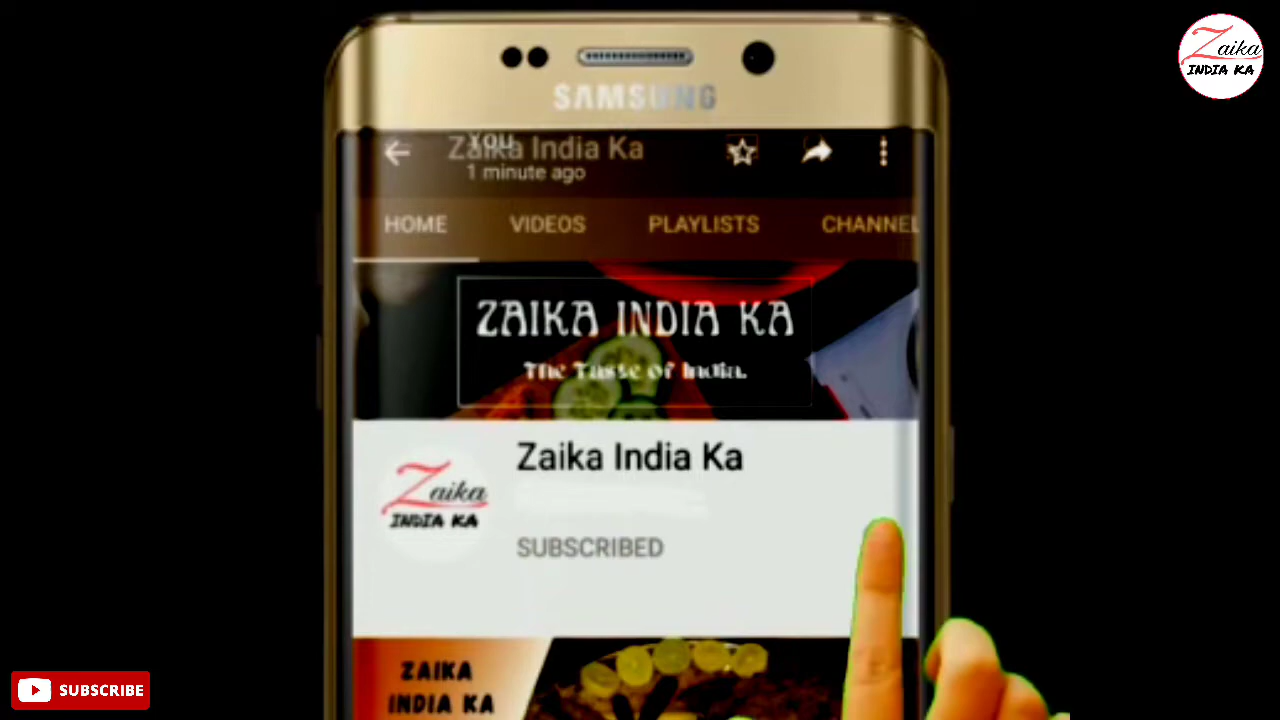 Zaika
INDIA KA
SAMSUNG
YOU
Zaika India Ka
1 minute ago
HOME VIDEOS PLAYLISTS CHANNEL
ZAIKA INDIA KA
The Taste of India.
Zaika India Ka
Zaika
INDIA KA
SUBSCRIBED
ZAIKA
INDIA KA
SUBSCRIBE